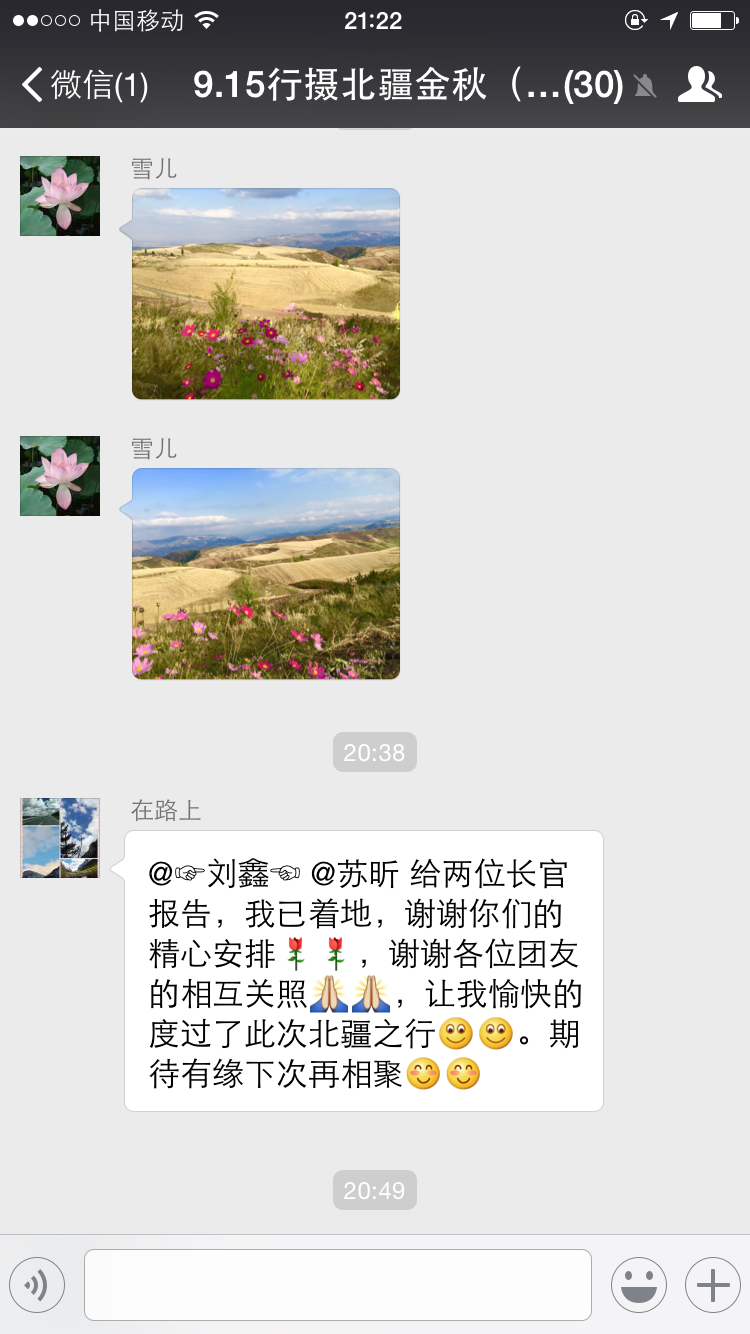 中国移动 21:22
微信(1) 9.15行摄北疆金秋（...(30)
雪儿
雪儿
20:38
在路上
@☞刘鑫☜ @苏昕 给两位长官
报告，我已着地，谢谢你们的
精心安排🌹🌹，谢谢各位团友
的相互关照🙏🙏，让我愉快的
度过了此次北疆之行🙂🙂。期
待有缘下次再相聚😊😊
20:49